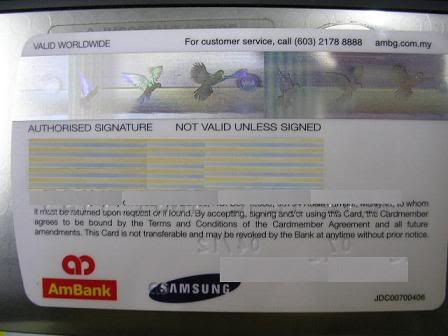 VALID WORLDWIDE For customer service, call (603) 2178 8888 ambg.com.my
AUTHORISED SIGNATURE NOT VALID UNLESS SIGNED
to whom
it must be returned upon request or if found. By accepting, signing and/or using this Card, the Cardmember
agrees to be bound by the Terms and Conditions of the Cardmember Agreement and all future
amendments. This Card is not transferable and may be revoked by the Bank at anytime without prior notice.
AmBank SAMSUNG
JDC00700406